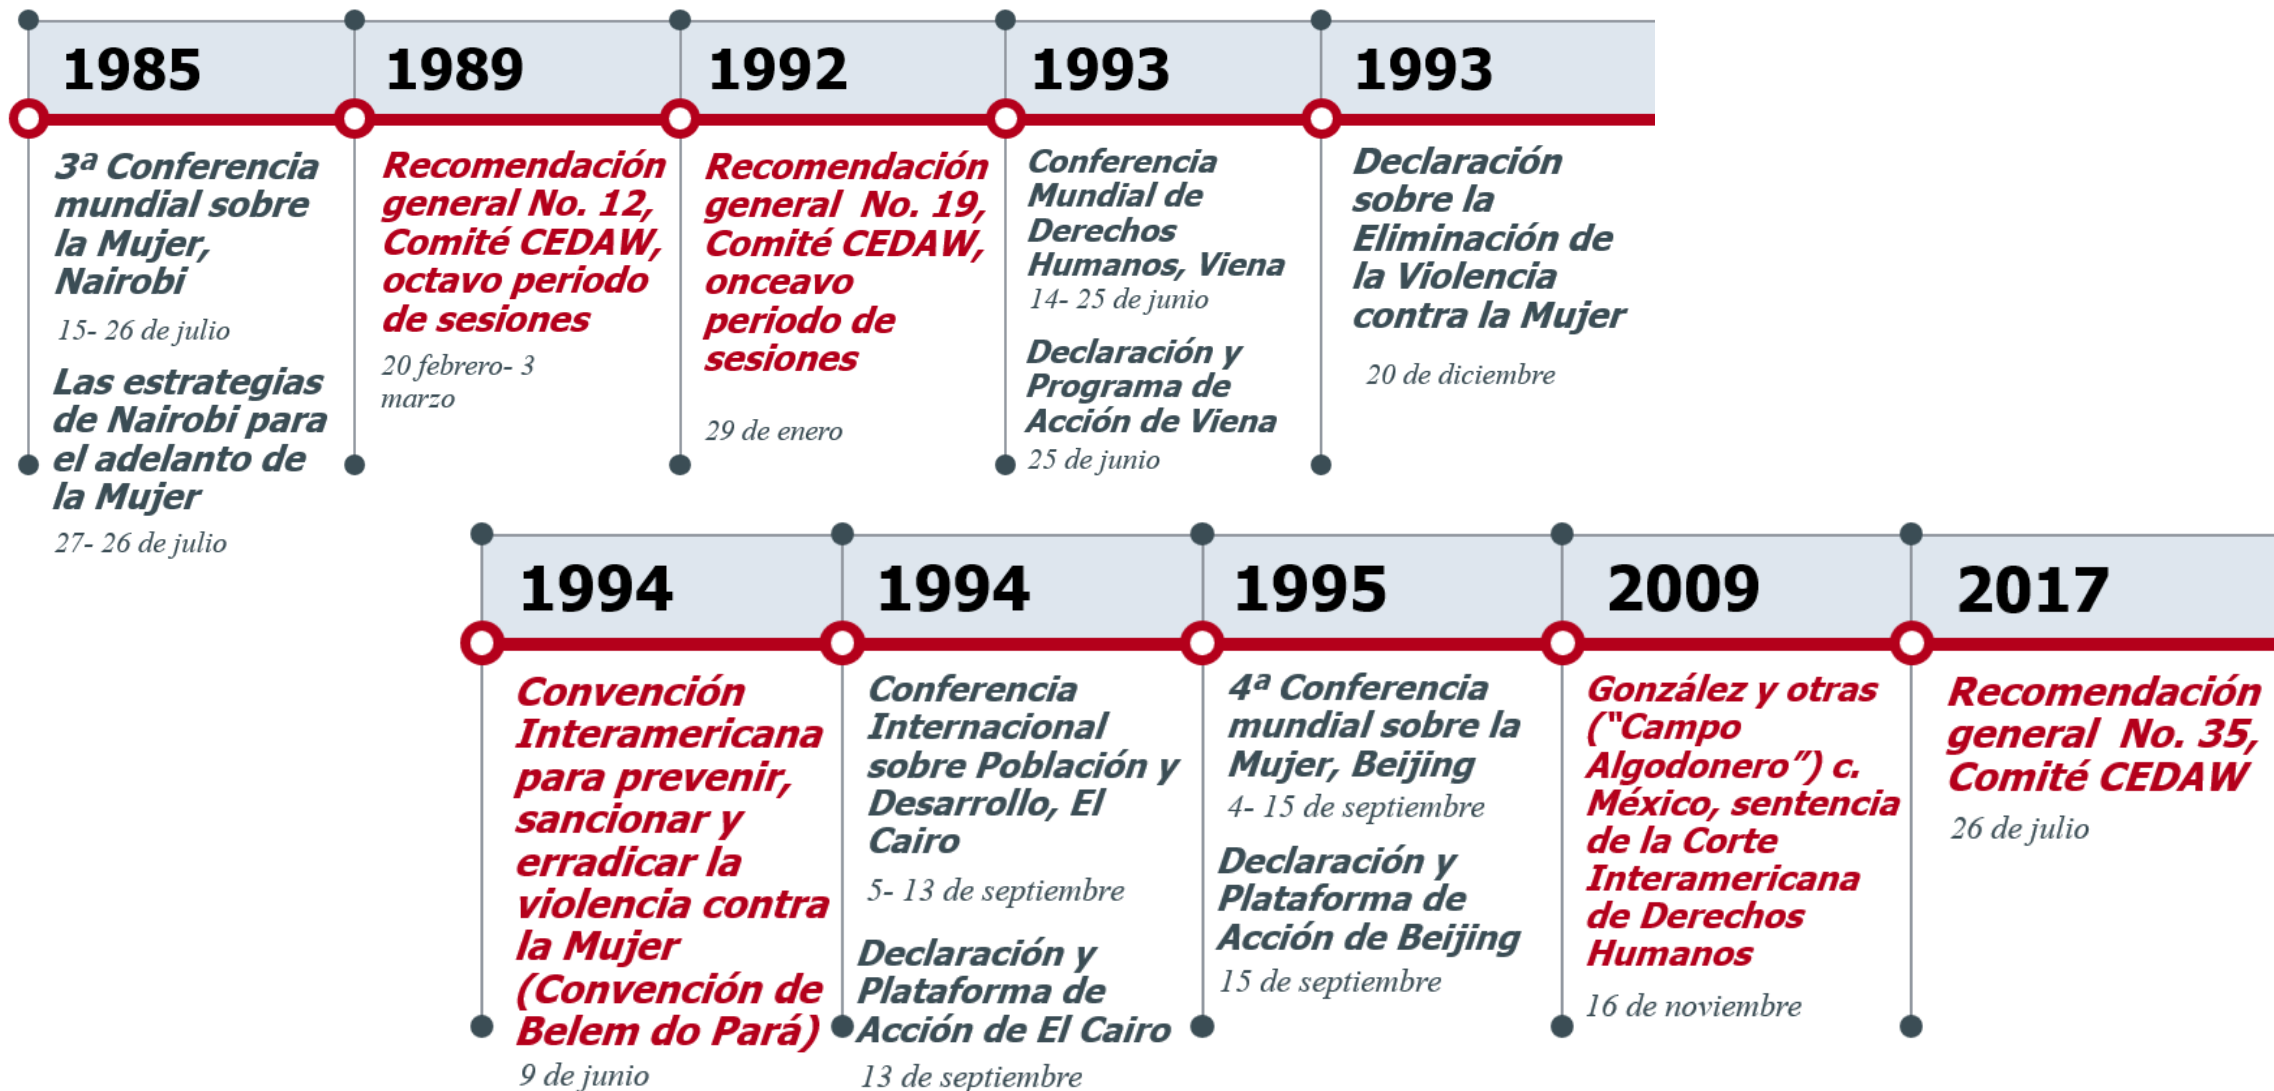 1985
3ª Conferencia
mundial sobre
la Mujer,
Nairobi
15- 26 de julio
Las estrategias
de Nairobi para
el adelanto de
la Mujer
27- 26 de julio
1989
Recomendación
general No. 12,
Comité CEDAW,
octavo periodo
de sesiones
20 febrero- 3
marzo
1992
Recomendación
general  No. 19,
Comité CEDAW,
onceavo
periodo de
sesiones
29 de enero
1993
Conferencia
Mundial de
Derechos
Humanos, Viena
14- 25 de junio
Declaración y
Programa de
Acción de Viena
25 de junio
1993
Declaración
sobre la
Eliminación de
la Violencia
contra la Mujer
20 de diciembre
1994
Convención
Interamericana
para prevenir,
sancionar y
erradicar la
violencia contra
la Mujer
(Convención de
Belem do Pará)
9 de junio
1994
Conferencia
Internacional
sobre Población y
Desarrollo, El
Cairo
5- 13 de septiembre
Declaración y
Plataforma de
Acción de El Cairo
13 de septiembre
1995
4ª Conferencia
mundial sobre la
Mujer, Beijing
4- 15 de septiembre
Declaración y
Plataforma de
Acción de Beijing
15 de septiembre
2009
González y otras
("Campo
Algodonero”) c.
México, sentencia
de la Corte
Interamericana
de Derechos
Humanos
16 de noviembre
2017
Recomendación
general  No. 35,
Comité CEDAW
26 de julio